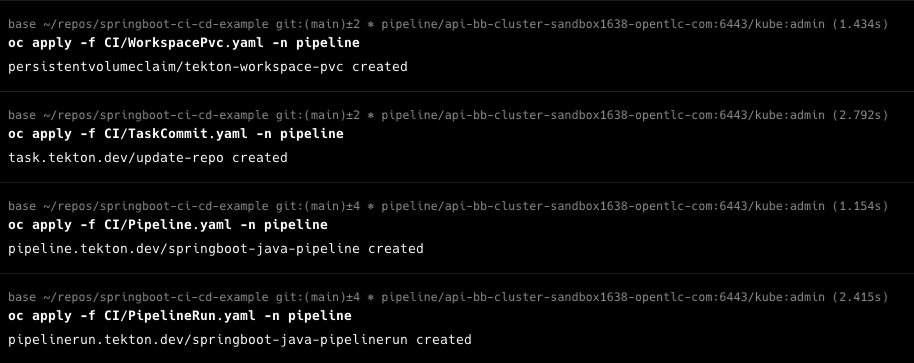 base ~/repos/springboot-ci-cd-example git:(main)±2 ⎈ pipeline/api-bb-cluster-sandbox1638-opentlc-com:6443/kube:admin (1.434s)
oc apply -f CI/WorkspacePvc.yaml -n pipeline
persistentvolumeclaim/tekton-workspace-pvc created
base ~/repos/springboot-ci-cd-example git:(main)±2 ⎈ pipeline/api-bb-cluster-sandbox1638-opentlc-com:6443/kube:admin (2.792s)
oc apply -f CI/TaskCommit.yaml -n pipeline
task.tekton.dev/update-repo created
base ~/repos/springboot-ci-cd-example git:(main)±4 ⎈ pipeline/api-bb-cluster-sandbox1638-opentlc-com:6443/kube:admin (1.154s)
oc apply -f CI/Pipeline.yaml -n pipeline
pipeline.tekton.dev/springboot-java-pipeline created
base ~/repos/springboot-ci-cd-example git:(main)±4 ⎈ pipeline/api-bb-cluster-sandbox1638-opentlc-com:6443/kube:admin (2.415s)
oc apply -f CI/PipelineRun.yaml -n pipeline
pipelinerun.tekton.dev/springboot-java-pipelinerun created